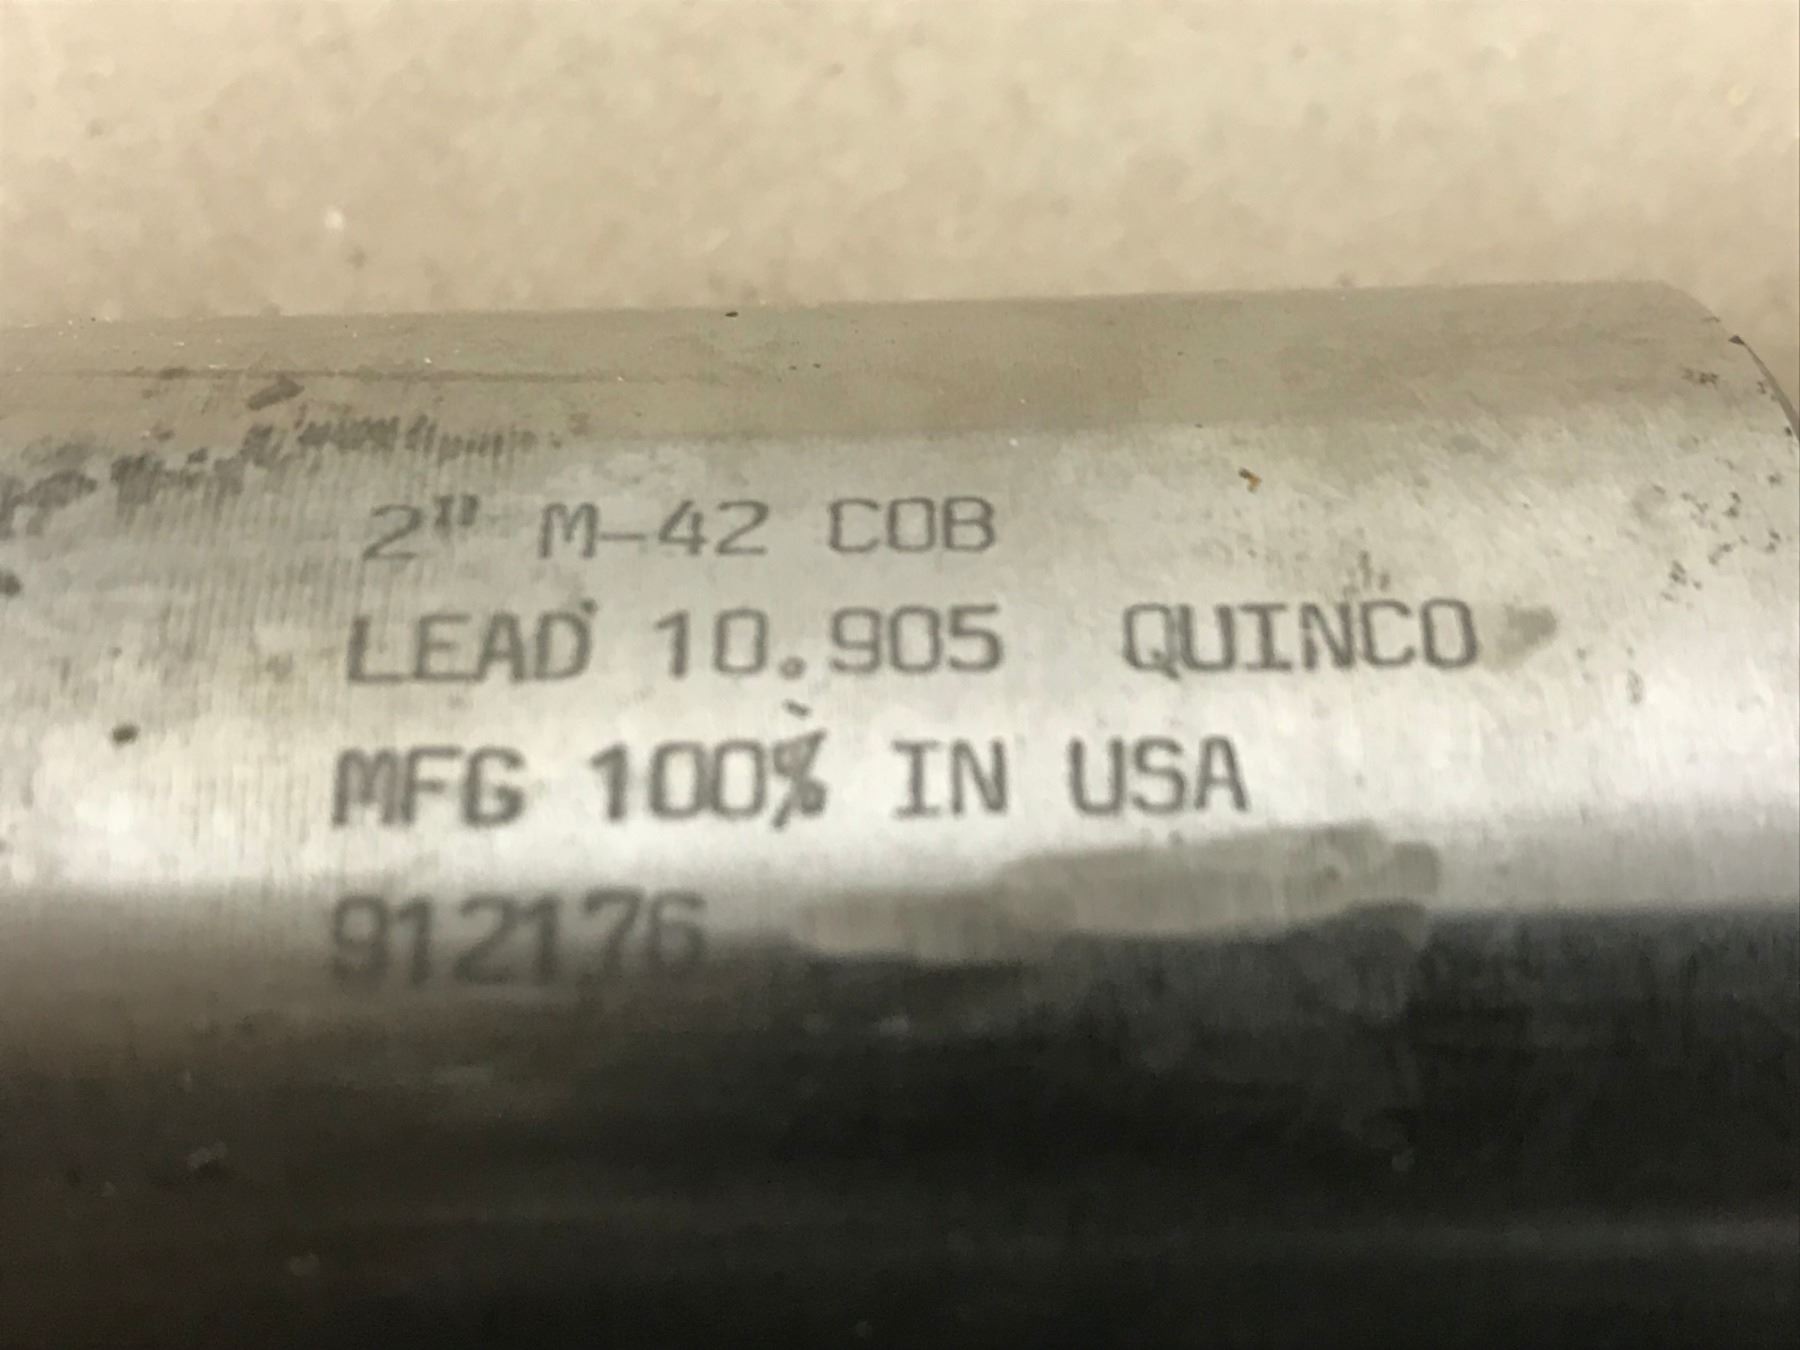 2" M-42 COB
LEAD 10.905 QUINCO
MFG 100% IN USA
912176